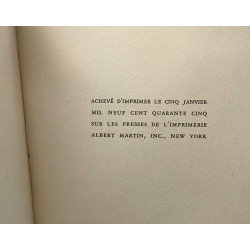 ACHEVÉ D'IMPRIMER LE CINQ JANVIER
MIL NEUF CENT QUARANTE CINQ
SUR LES PRESSES DE L'IMPRIMERIE
ALBERT MARTIN, INC., NEW YORK